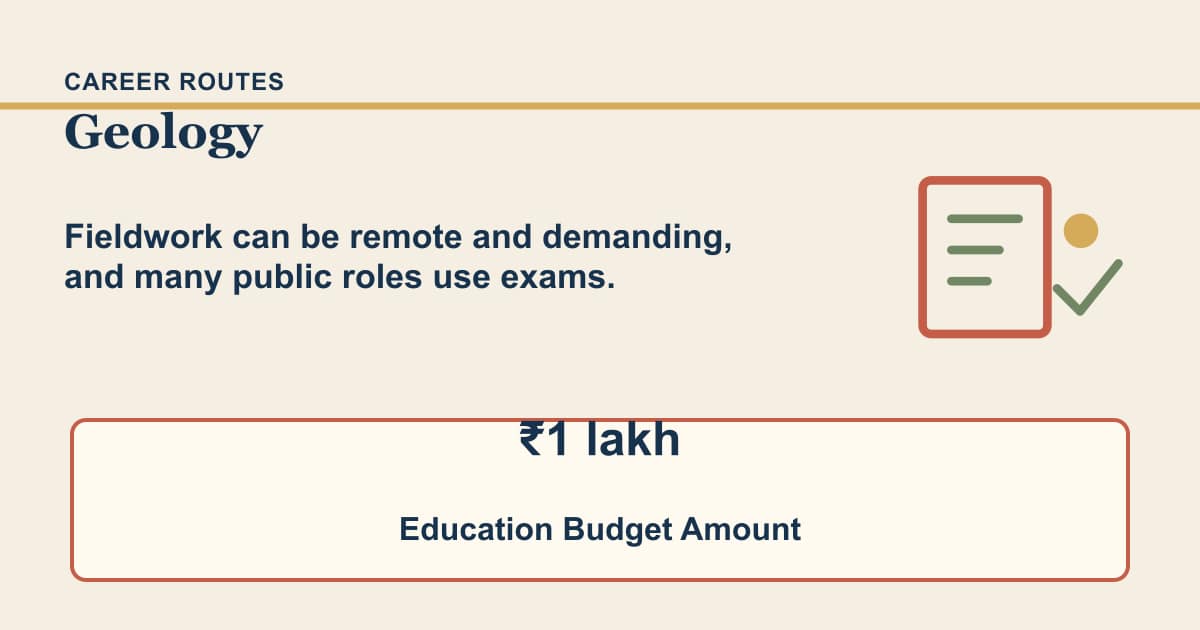 CAREER ROUTES
Geology
Fieldwork can be remote and demanding,
and many public roles use exams.
₹1 lakh
Education Budget Amount